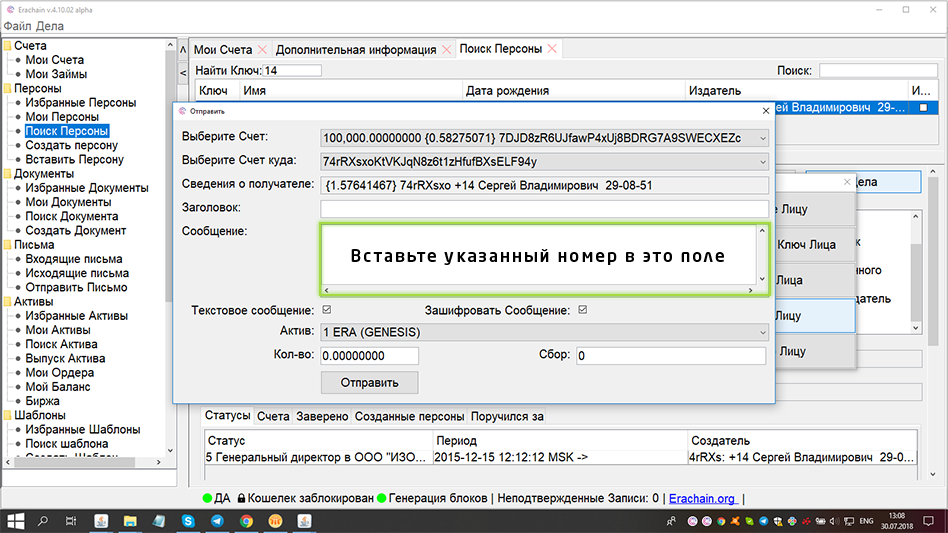 Erachain v.4.10.02 alpha
Файл Дела
Счета
Мои Счета
Мои Займы
Персоны
Избранные Персоны
Мои Персоны
Поиск Персоны
Создать персону
Вставить Персону
Документы
Избранные Документы
Мои Документы
Поиск Документа
Создать Документ
Письма
Входящие письма
Исходящие письма
Отправить Письмо
Активы
Избранные Активы
Мои Активы
Поиск Актива
Выпуск Актива
Мои Ордера
Мой Баланс
Биржа
Шаблоны
Избранные Шаблоны
Поиск шаблона
Мои Счета Дополнительная информация Поиск Персоны
Найти Ключ: 14 Поиск:
Ключ Имя Дата рождения Издатель И...
ей Владимирович 29-...
Отправить
Выберите Счет: 100,000.00000000 {0.58275071} 7DJD8zR6UJfawP4xUj8BDRG7A9SWECXEZc
Выберите Счет куда: 74rRXsxoKtVKJqN8z6t1zHfufBXsELF94y
Сведения о получателе: {1.57641467} 74rRXsxo +14 Сергей Владимирович 29-08-51
Заголовок:
Сообщение:
Вставьте указанный номер в это поле
Текстовое сообщение: Зашифровать Сообщение:
Актив: 1 ERA (GENESIS)
Кол-во: 0.00000000 Сбор: 0
Отправить
дела
е Лицу
Ключ Лица
Лица
Лицу
Лицу
к
нного
датель
Статусы Счета Заверено Созданные персоны Поручился за
Статус Период Создатель
5 Генеральный директор в ООО "ИЗО... 2015-12-15 12:12:12 MSK -> 4rRXs: +14 Сергей Владимирович 29-0...
ДА Кошелек заблокирован Генерация блоков | Неподтвержденные Записи: 0 | Erachain.org |
ENG
13:08
30.07.2018